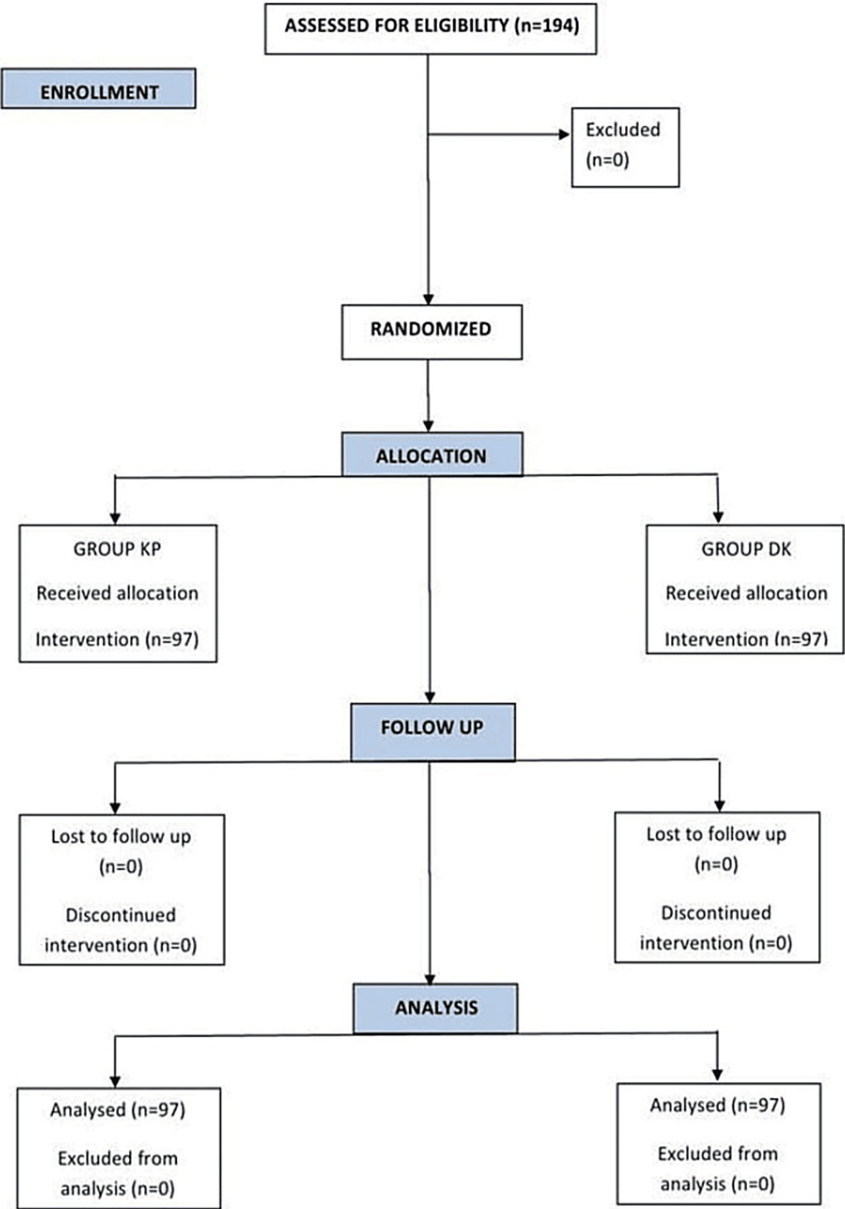 ASSESSED FOR ELIGIBILITY (n=194)
ENROLLMENT
Excluded
(n=0)
RANDOMIZED
ALLOCATION
GROUP KP
Received allocation
Intervention (n=97)
GROUP DK
Received allocation
Intervention (n=97)
FOLLOW UP
Lost to follow up
(n=0)
Discontinued
intervention (n=0)
Lost to follow up
(n=0)
Discontinued
intervention (n=0)
ANALYSIS
Analysed (n=97)
Excluded from
analysis (n=0)
Analysed (n=97)
Excluded from
analysis (n=0)